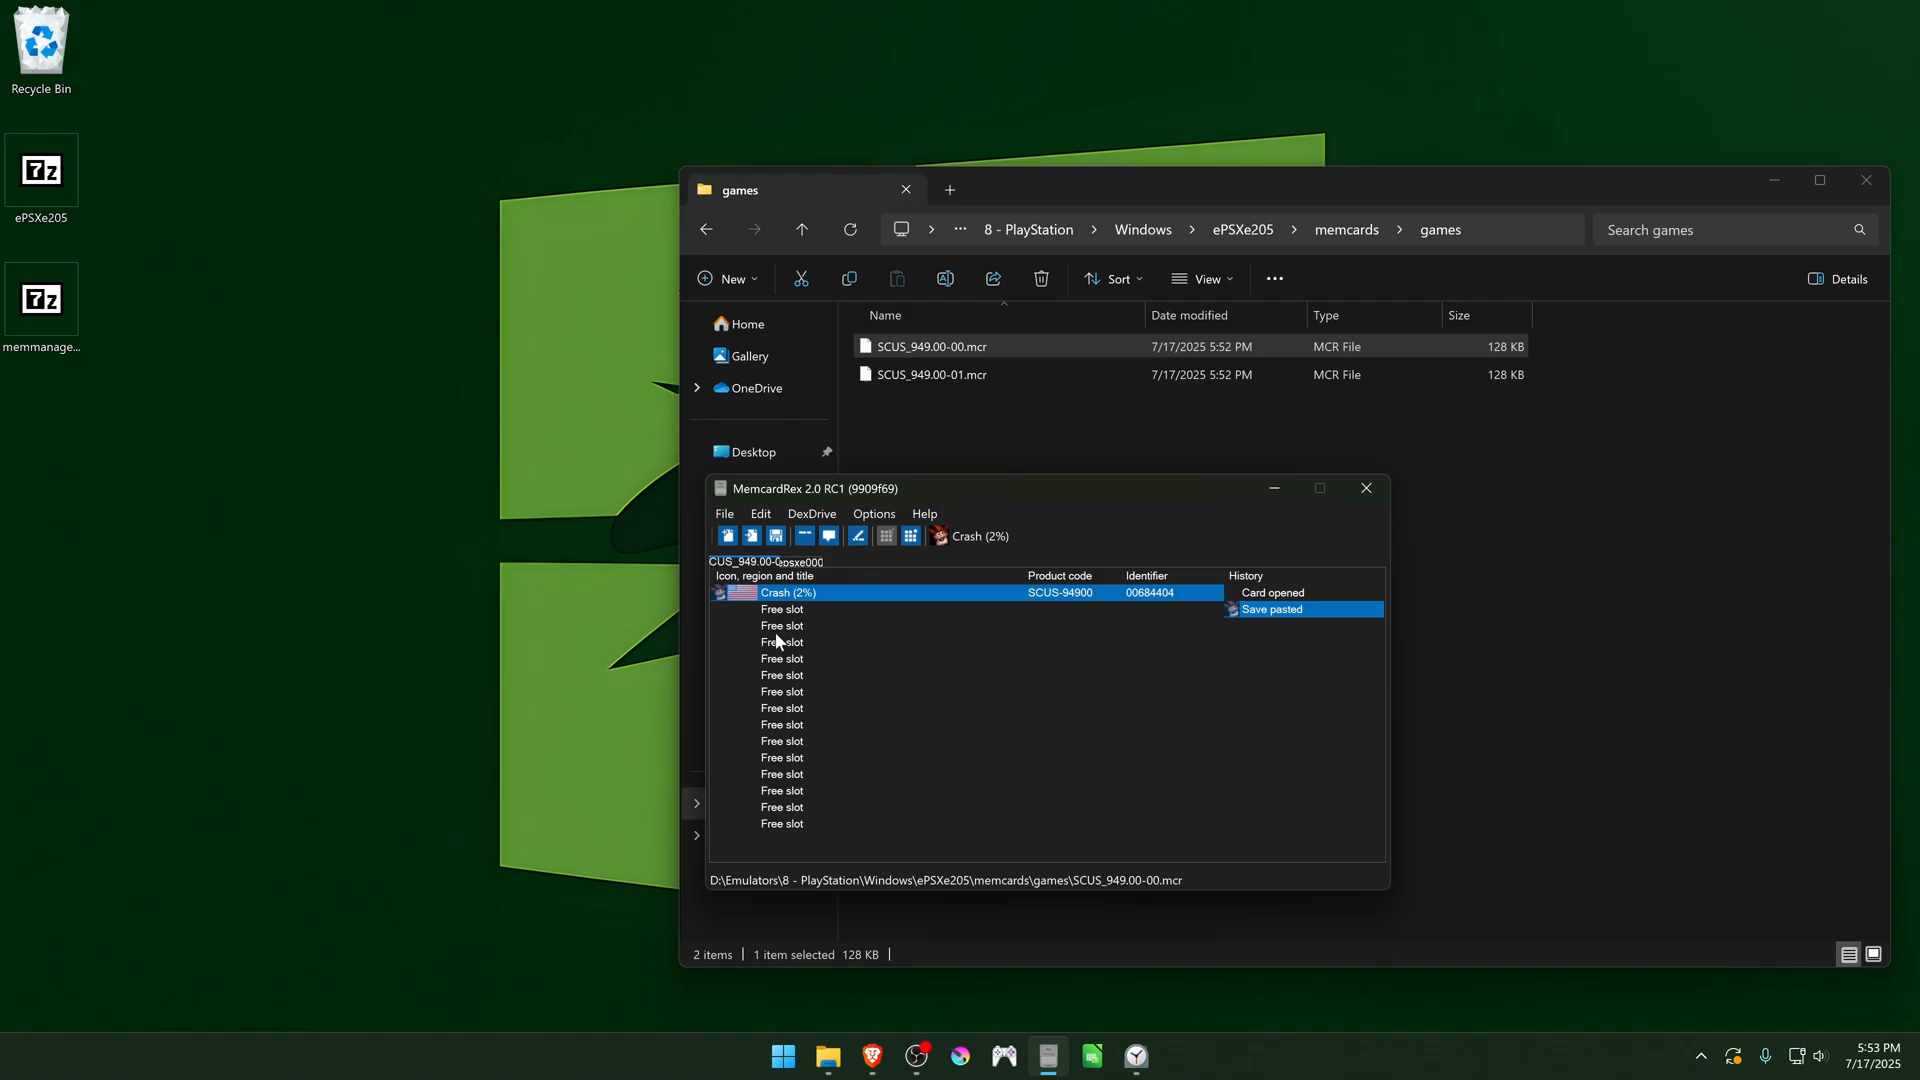 Recycle Bin
7z
ePSXe205
7z
memmanage...
games
8 - PlayStation
Windows
ePSXe205
memcards
games
Search games
New
Sort
View
Details
Name
Date modified
Type
Size
Home
SCUS_949.00-00.mcr
7/17/2025 5:52 PM
MCR File
128 KB
Gallery
SCUS_949.00-01.mcr
7/17/2025 5:52 PM
MCR File
128 KB
OneDrive
Desktop
MemcardRex 2.0 RC1 (9909f69)
File
Edit
DexDrive
Options
Help
Crash (2%)
CUS_949.00-0
epsxe000
Icon, region and title
Product code
Identifier
History
Crash (2%)
SCUS-94900
00684404
Card opened
Free slot
Save pasted
Free slot
Free slot
Free slot
Free slot
Free slot
Free slot
Free slot
Free slot
Free slot
Free slot
Free slot
Free slot
Free slot
D:\Emulators\8 - PlayStation\Windows\ePSXe205\memcards\games\SCUS_949.00-00.mcr
2 items
1 item selected
128 KB
5:53 PM
7/17/2025